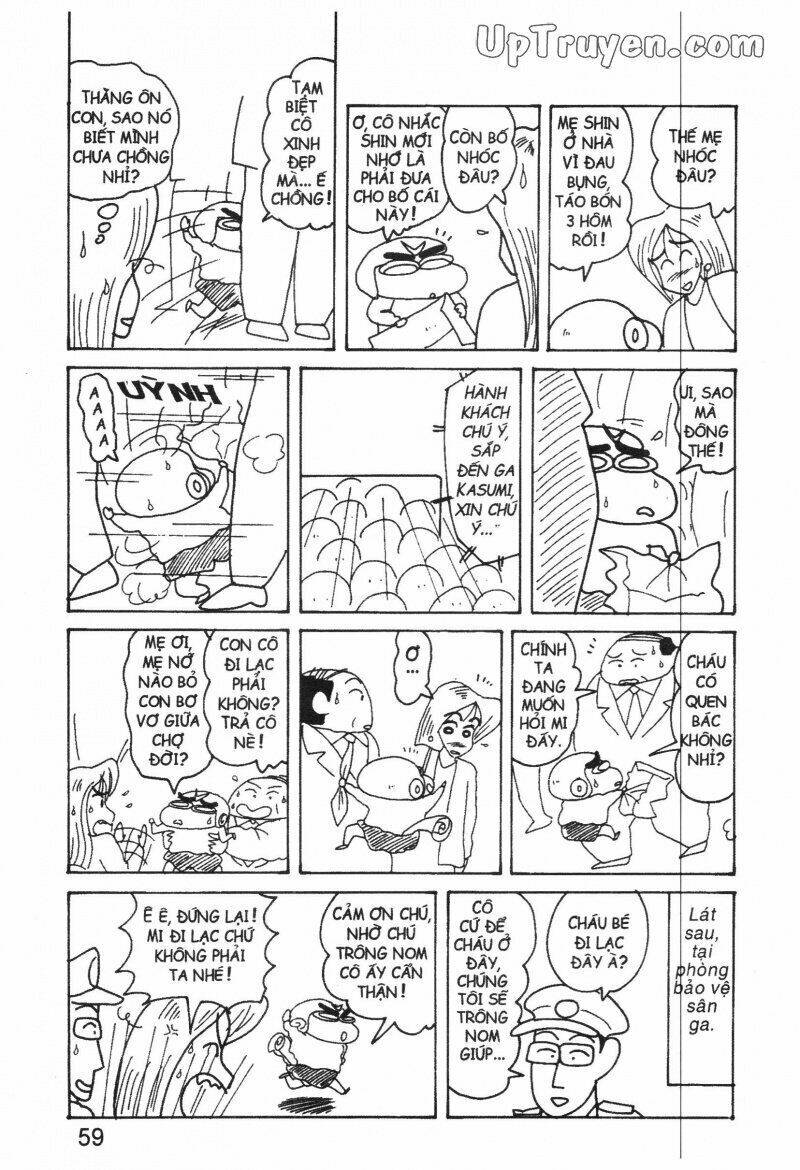 UpTruyen.com
THẾ MẸ
NHÓC
ĐÂU?
MẸ SHIN
Ở NHÀ
VÌ ĐAU
BỤNG,
TÁO BÓN
3 HÔM
RỒI!
CÒN BỐ
NHÓC
ĐÂU?
Ơ, CÔ NHẮC
SHIN MỚI
NHỚ LÀ
PHẢI ĐƯA
CHO BỐ CÁI
NÀY!
TẠM
BIỆT
CÔ
XINH
ĐẸP
MÀ... Ế
CHỒNG!
THẰNG ÔN
CON, SAO NÓ
BIẾT MÌNH
CHƯA CHỒNG
NHỈ?
UI, SAO
MÀ
ĐÔNG
THẾ!
HÀNH
KHÁCH
CHÚ Ý,
SẮP
ĐẾN GA
KASUMI,
XIN CHÚ
Ý..."
UỲNH
AAAA
CHÁU
CÓ
QUEN
BÁC
KHÔNG
NHỈ?
CHÍNH
TA
ĐANG
MUỐN
HỎI MI
ĐẤY.
Ơ
...
CON CÔ
ĐI LẠC
PHẢI
KHÔNG?
TRẢ CÔ
NÈ!
MẸ ƠI,
MẸ NỠ
NÀO BỎ
CON BƠ
VƠ GIỮA
CHỢ
ĐỜI?
Lát
sau,
tại
phòng
bảo vệ
sân
ga.
CHÁU BÉ
ĐI LẠC
ĐÂY À?
CÔ
CỨ ĐỂ
CHÁU Ở
ĐÂY,
CHÚNG
TÔI SẼ
TRÔNG
NOM
GIÚP...
CẢM ƠN CHÚ,
NHỜ CHÚ
TRÔNG NOM
CÔ ẤY CẨN
THẬN!
Ê Ê, ĐỨNG LẠI!
MI ĐI LẠC CHỨ
KHÔNG PHẢI
TA NHÉ!
59